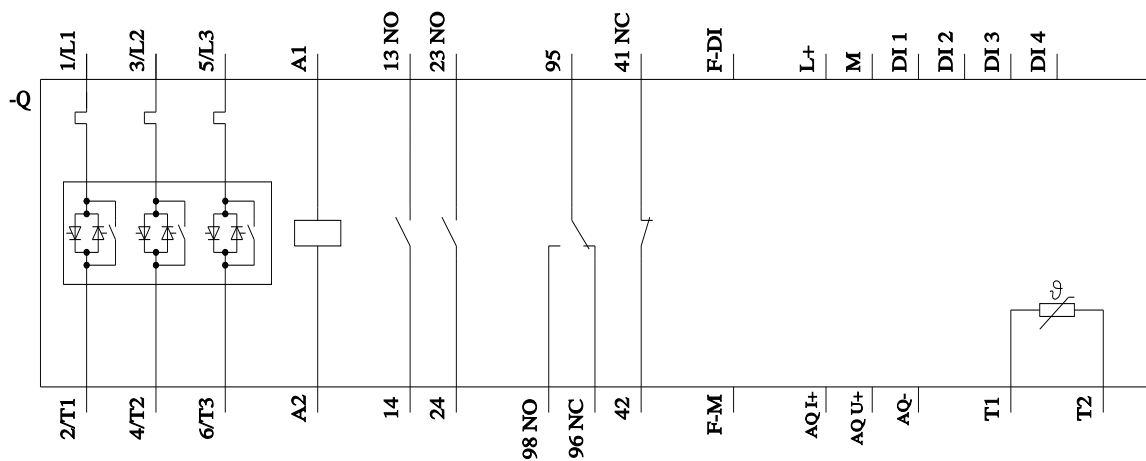 1/L1
3/L2
5/L3
A1
13 NO
23 NO
95
41 NC
F-DI
L+
M
DI 1
DI 2
DI 3
DI 4
-Q
ϑ
2/T1
4/T2
6/T3
A2
14
24
98 NO
96 NC
42
F-M
AQ I+
AQ U+
AQ-
T1
T2